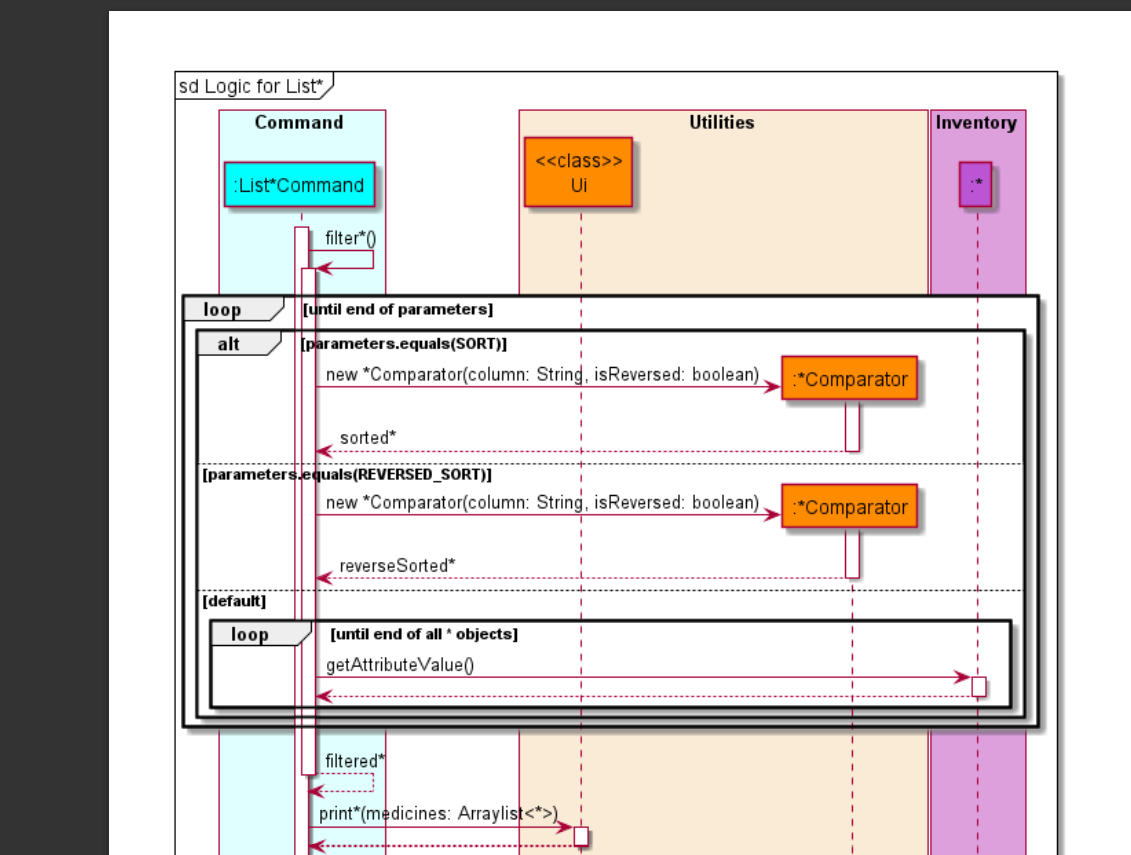 sd Logic for List*
Command
Utilities
Inventory
<<class>>
Ui
:List*Command
:*
filter*()
loop
[until end of parameters]
alt
[parameters.equals(SORT)]
new *Comparator(column: String, isReversed: boolean)
:*Comparator
sorted*
[parameters.equals(REVERSED_SORT)]
new *Comparator(column: String, isReversed: boolean)
:*Comparator
reverseSorted*
[default]
loop
[until end of all * objects]
getAttributeValue()
filtered*
print*(medicines: Arraylist<*>)